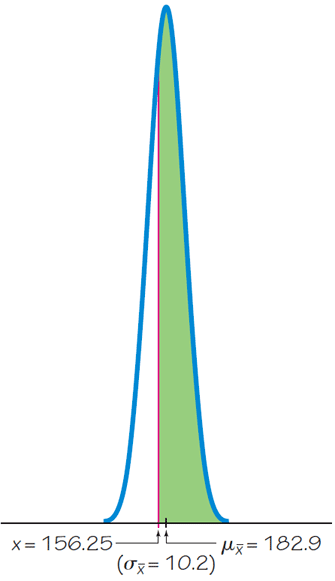 x = 156.25 μx̄ = 182.9
(σx̄ = 10.2)